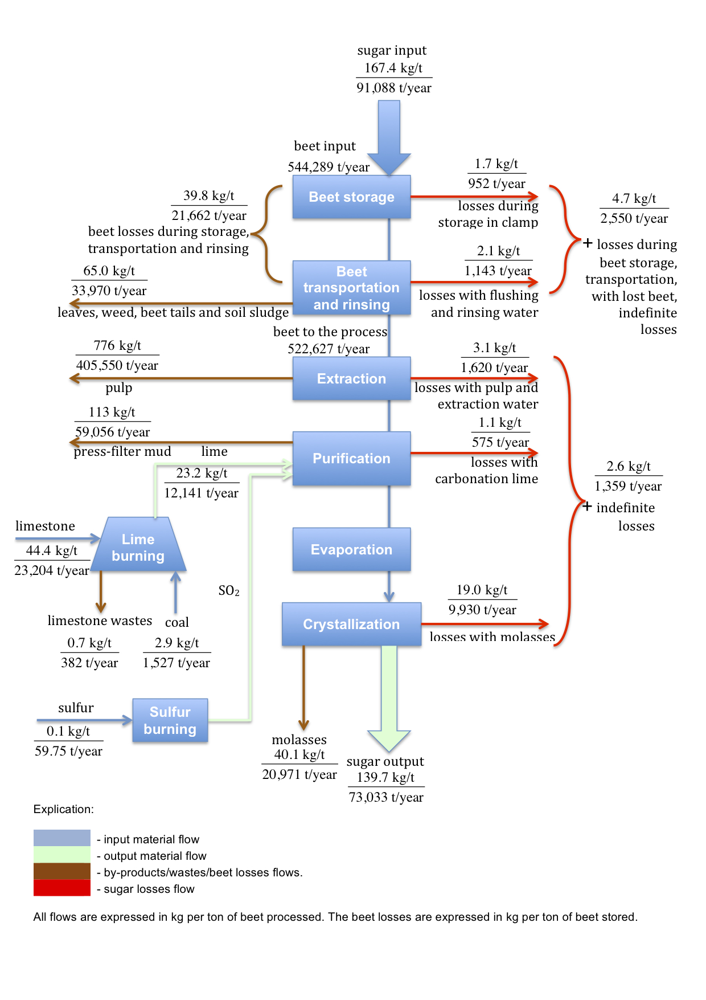 sugar input
167.4 kg/t
91,088 t/year
beet input
544,289 t/year
Beet storage
1.7 kg/t
952 t/year
losses during
storage in clamp
39.8 kg/t
21,662 t/year
beet losses during storage,
transportation and rinsing
4.7 kg/t
2,550 t/year
+ losses during
beet storage,
transportation,
with lost beet,
indefinite
losses
Beet
transportation
and rinsing
2.1 kg/t
1,143 t/year
losses with flushing
and rinsing water
65.0 kg/t
33,970 t/year
leaves, weed, beet tails and soil sludge
beet to the process
522,627 t/year
Extraction
776 kg/t
405,550 t/year
pulp
3.1 kg/t
1,620 t/year
losses with pulp and
extraction water
113 kg/t
59,056 t/year
press-filter mud
Purification
1.1 kg/t
575 t/year
losses with
carbonation lime
lime
23.2 kg/t
12,141 t/year
2.6 kg/t
1,359 t/year
+ indefinite
losses
limestone
44.4 kg/t
23,204 t/year
Lime
burning
Evaporation
SO2
limestone wastes
0.7 kg/t
382 t/year
coal
2.9 kg/t
1,527 t/year
Crystallization
19.0 kg/t
9,930 t/year
losses with molasses
sulfur
0.1 kg/t
59.75 t/year
Sulfur
burning
molasses
40.1 kg/t
20,971 t/year
sugar output
139.7 kg/t
73,033 t/year
Explication:
- input material flow
- output material flow
- by-products/wastes/beet losses flows.
- sugar losses flow
All flows are expressed in kg per ton of beet processed. The beet losses are expressed in kg per ton of beet stored.